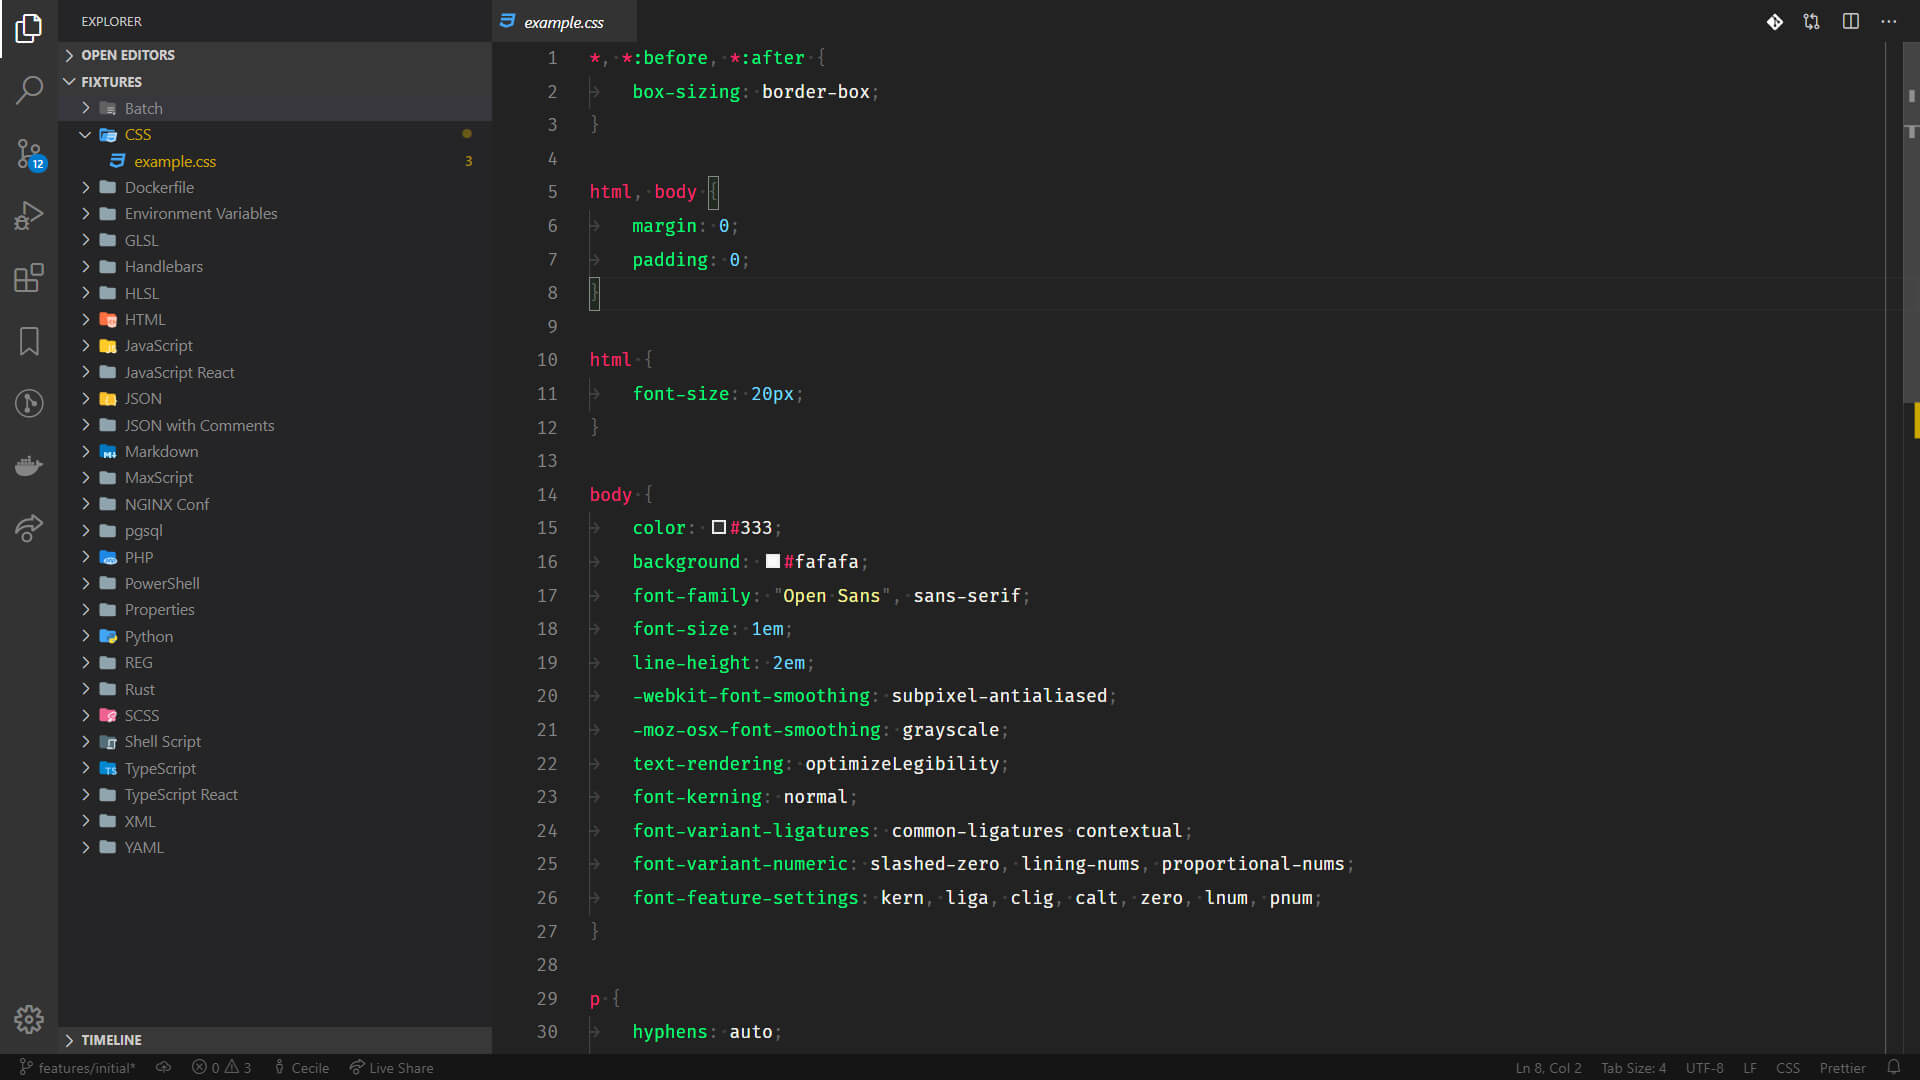 EXPLORER
OPEN EDITORS
FIXTURES
Batch
CSS
example.css 3
Dockerfile
Environment Variables
GLSL
Handlebars
HLSL
HTML
JavaScript
JavaScript React
JSON
JSON with Comments
Markdown
MaxScript
NGINX Conf
pgsql
PHP
PowerShell
Properties
Python
REG
Rust
SCSS
Shell Script
TypeScript
TypeScript React
XML
YAML
TIMELINE
12
example.css
1 *, *:before, *:after {
2 box-sizing: border-box;
3 }
4
5 html, body {
6 margin: 0;
7 padding: 0;
8 }
9
10 html {
11 font-size: 20px;
12 }
13
14 body {
15 color: #333;
16 background: #fafafa;
17 font-family: "Open Sans", sans-serif;
18 font-size: 1em;
19 line-height: 2em;
20 -webkit-font-smoothing: subpixel-antialiased;
21 -moz-osx-font-smoothing: grayscale;
22 text-rendering: optimizeLegibility;
23 font-kerning: normal;
24 font-variant-ligatures: common-ligatures contextual;
25 font-variant-numeric: slashed-zero, lining-nums, proportional-nums;
26 font-feature-settings: kern, liga, clig, calt, zero, lnum, pnum;
27 }
28
29 p {
30 hyphens: auto;
features/initial* 0 3 Cecile Live Share Ln 8, Col 2 Tab Size: 4 UTF-8 LF CSS Prettier